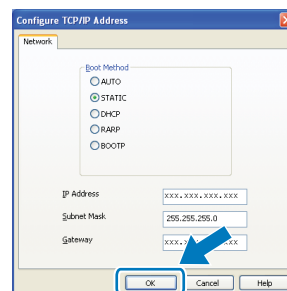 Configure TCP/IP Address
Network
Boot Method
AUTO
STATIC
DHCP
RARP
BOOTP
IP Address xxx.xxx.xxx.xxx
Subnet Mask 255.255.255.0
Gateway xxx.
OK Cancel Help